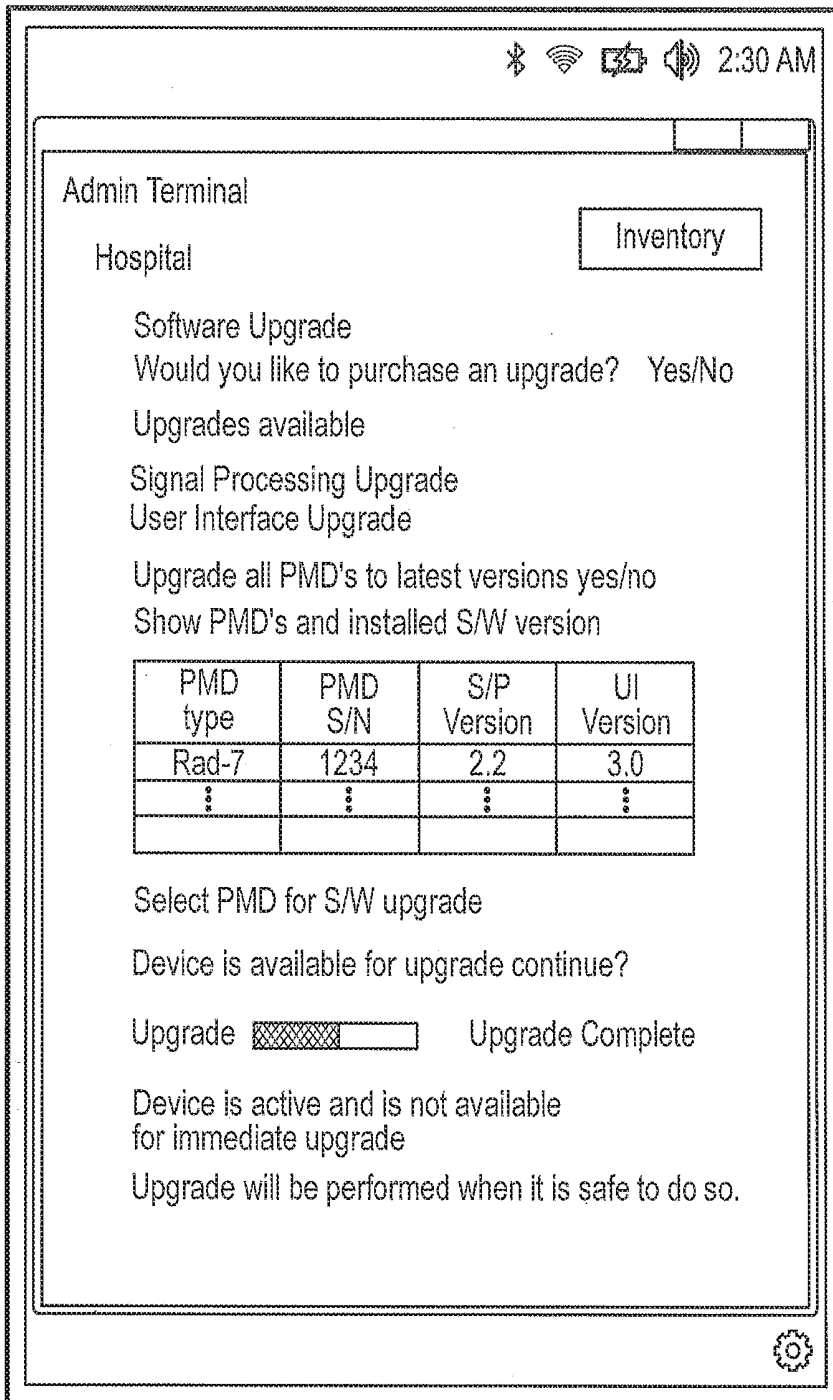 2:30 AM
Admin Terminal
Inventory
Hospital
Software Upgrade
Would you like to purchase an upgrade? Yes/No
Upgrades available
Signal Processing Upgrade
User Interface Upgrade
Upgrade all PMD's to latest versions yes/no
Show PMD's and installed S/W version
PMD type PMD S/N S/P Version UI Version
Rad-7 1234 2.2 3.0
Select PMD for S/W upgrade
Device is available for upgrade continue?
Upgrade Upgrade Complete
Device is active and is not available
for immediate upgrade
Upgrade will be performed when it is safe to do so.